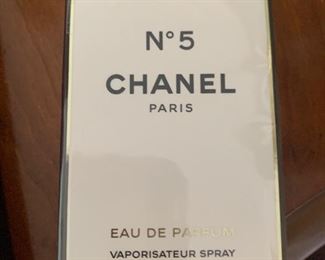 N°5
CHANEL
PARIS
EAU DE PARFUM
VAPORISATEUR SPRAY